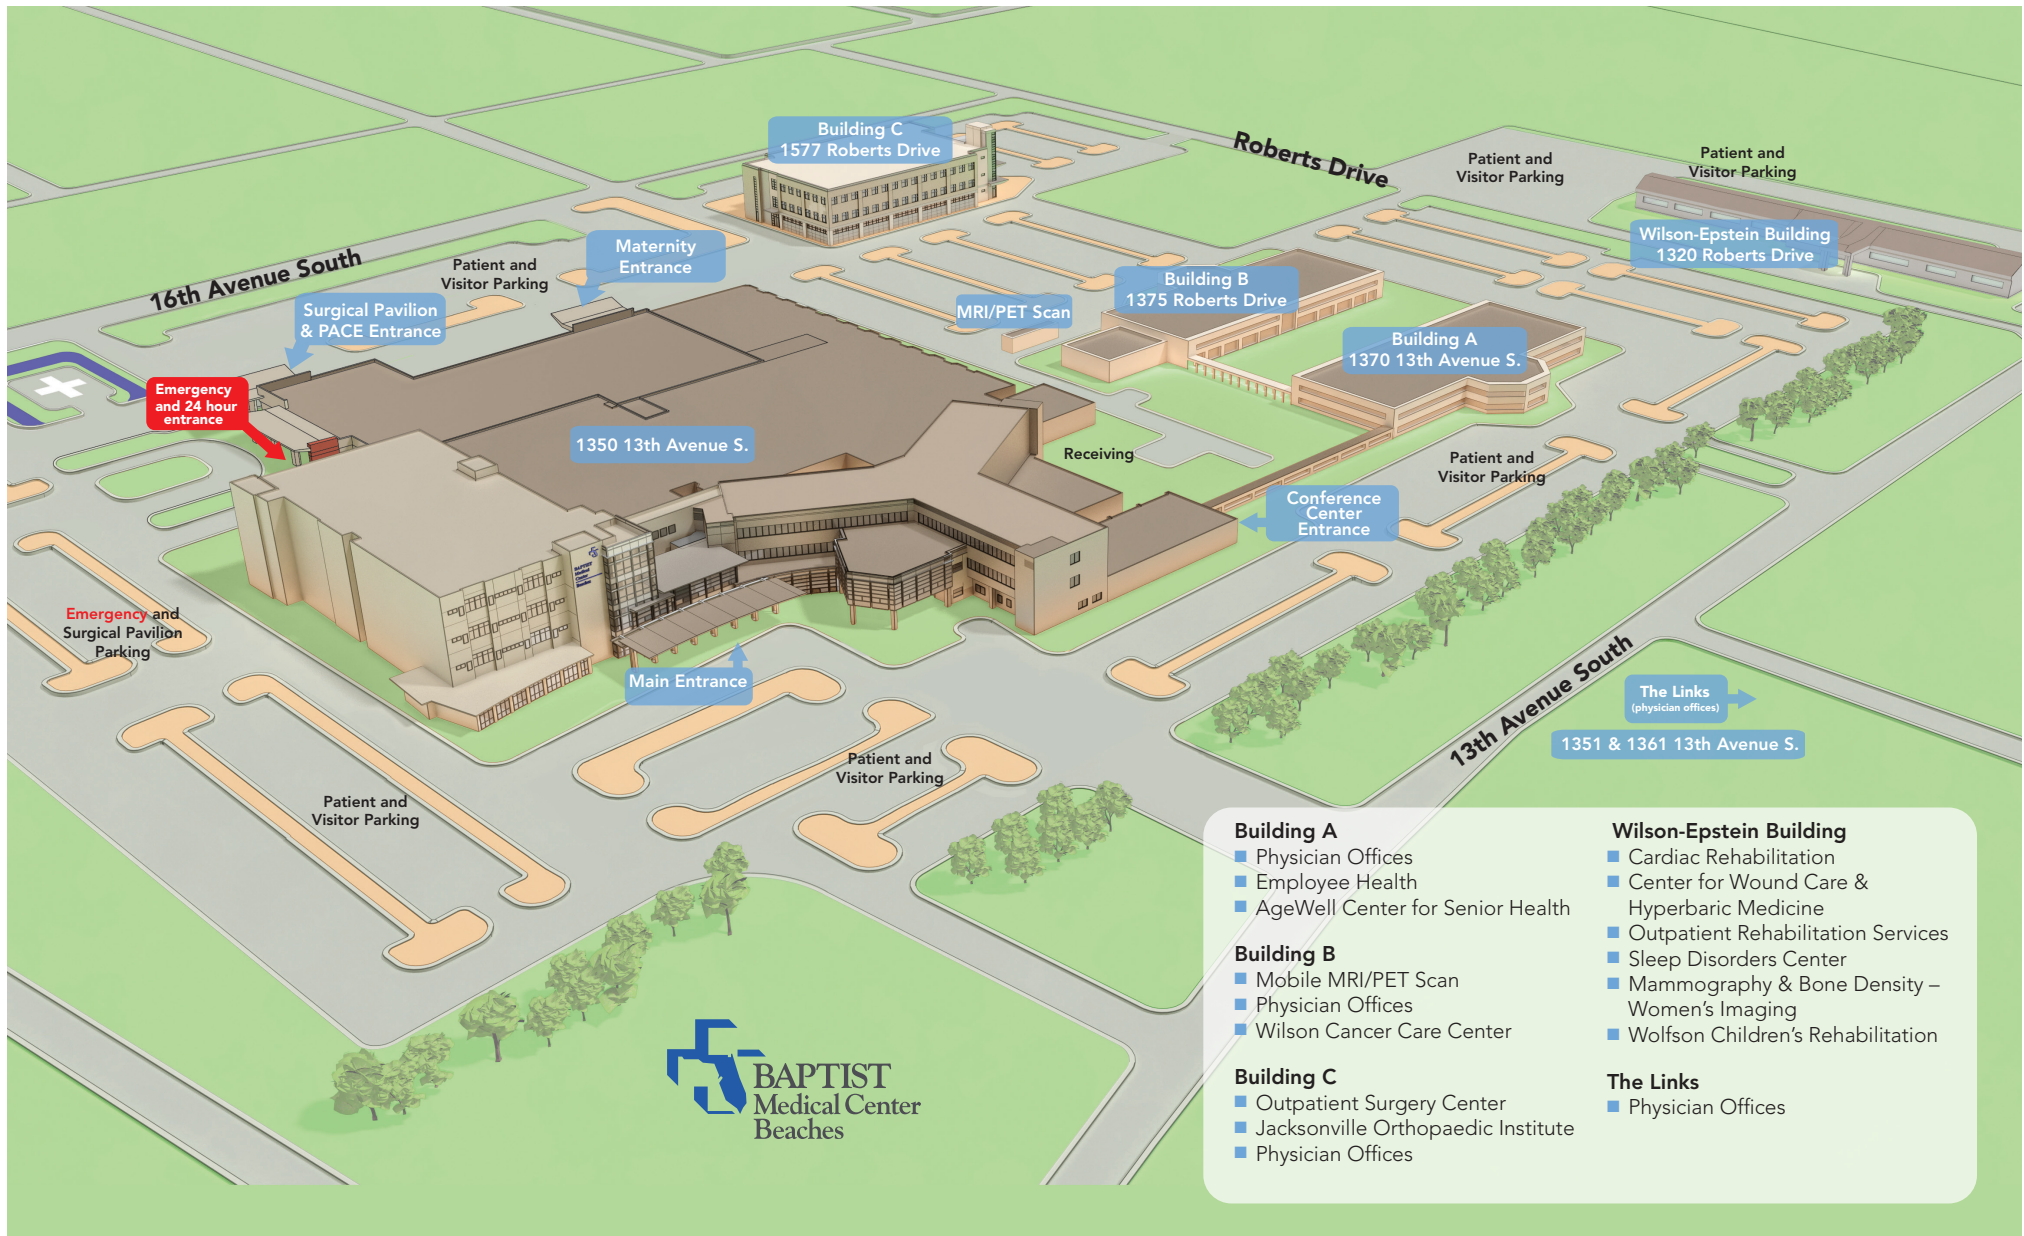 Building C
1577 Roberts Drive
Roberts Drive
Patient and
Visitor Parking
Patient and
Visitor Parking
Wilson-Epstein Building
1320 Roberts Drive
Maternity
Entrance
16th Avenue South
Patient and
Visitor Parking
Surgical Pavilion
& PACE Entrance
Building B
1375 Roberts Drive
MRI/PET Scan
Building A
1370 13th Avenue S.
Emergency
and 24 hour
entrance
1350 13th Avenue S.
Receiving
Patient and
Visitor Parking
Conference
Center
Entrance
BAPTIST
Medical
Center
Beaches
Emergency and
Surgical Pavilion
Parking
Main Entrance
13th Avenue South
The Links
(physician offices)
1351 & 1361 13th Avenue S.
Patient and
Visitor Parking
Patient and
Visitor Parking
BAPTIST
Medical Center
Beaches
Building A
Physician Offices
Employee Health
AgeWell Center for Senior Health
Building B
Mobile MRI/PET Scan
Physician Offices
Wilson Cancer Care Center
Building C
Outpatient Surgery Center
Jacksonville Orthopaedic Institute
Physician Offices
Wilson-Epstein Building
Cardiac Rehabilitation
Center for Wound Care &
Hyperbaric Medicine
Outpatient Rehabilitation Services
Sleep Disorders Center
Mammography & Bone Density –
Women’s Imaging
Wolfson Children’s Rehabilitation
The Links
Physician Offices